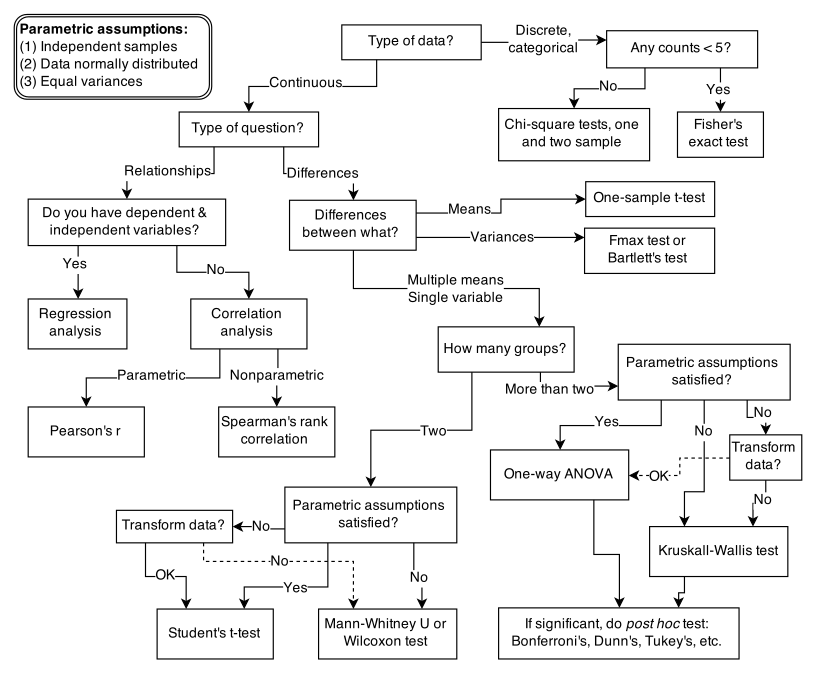 Parametric assumptions:
(1) Independent samples
(2) Data normally distributed
(3) Equal variances
Type of data?
Discrete,
categorical
Any counts < 5?
Continuous
No
Yes
Type of question?
Chi-square tests, one
and two sample
Fisher's
exact test
Relationships
Differences
Do you have dependent &
independent variables?
Differences
between what?
Means
One-sample t-test
Variances
Fmax test or
Bartlett's test
Yes
No
Multiple means
Single variable
Regression
analysis
Correlation
analysis
How many groups?
Parametric assumptions
satisfied?
Parametric
Nonparametric
More than two
Pearson's r
Spearman's rank
correlation
Two
Yes
No
No
Transform
data?
One-way ANOVA
OK
No
Parametric assumptions
satisfied?
Transform data?
No
Kruskall-Wallis test
No
OK
Yes
No
Student's t-test
Mann-Whitney U or
Wilcoxon test
If significant, do post hoc test:
Bonferroni's, Dunn's, Tukey's, etc.